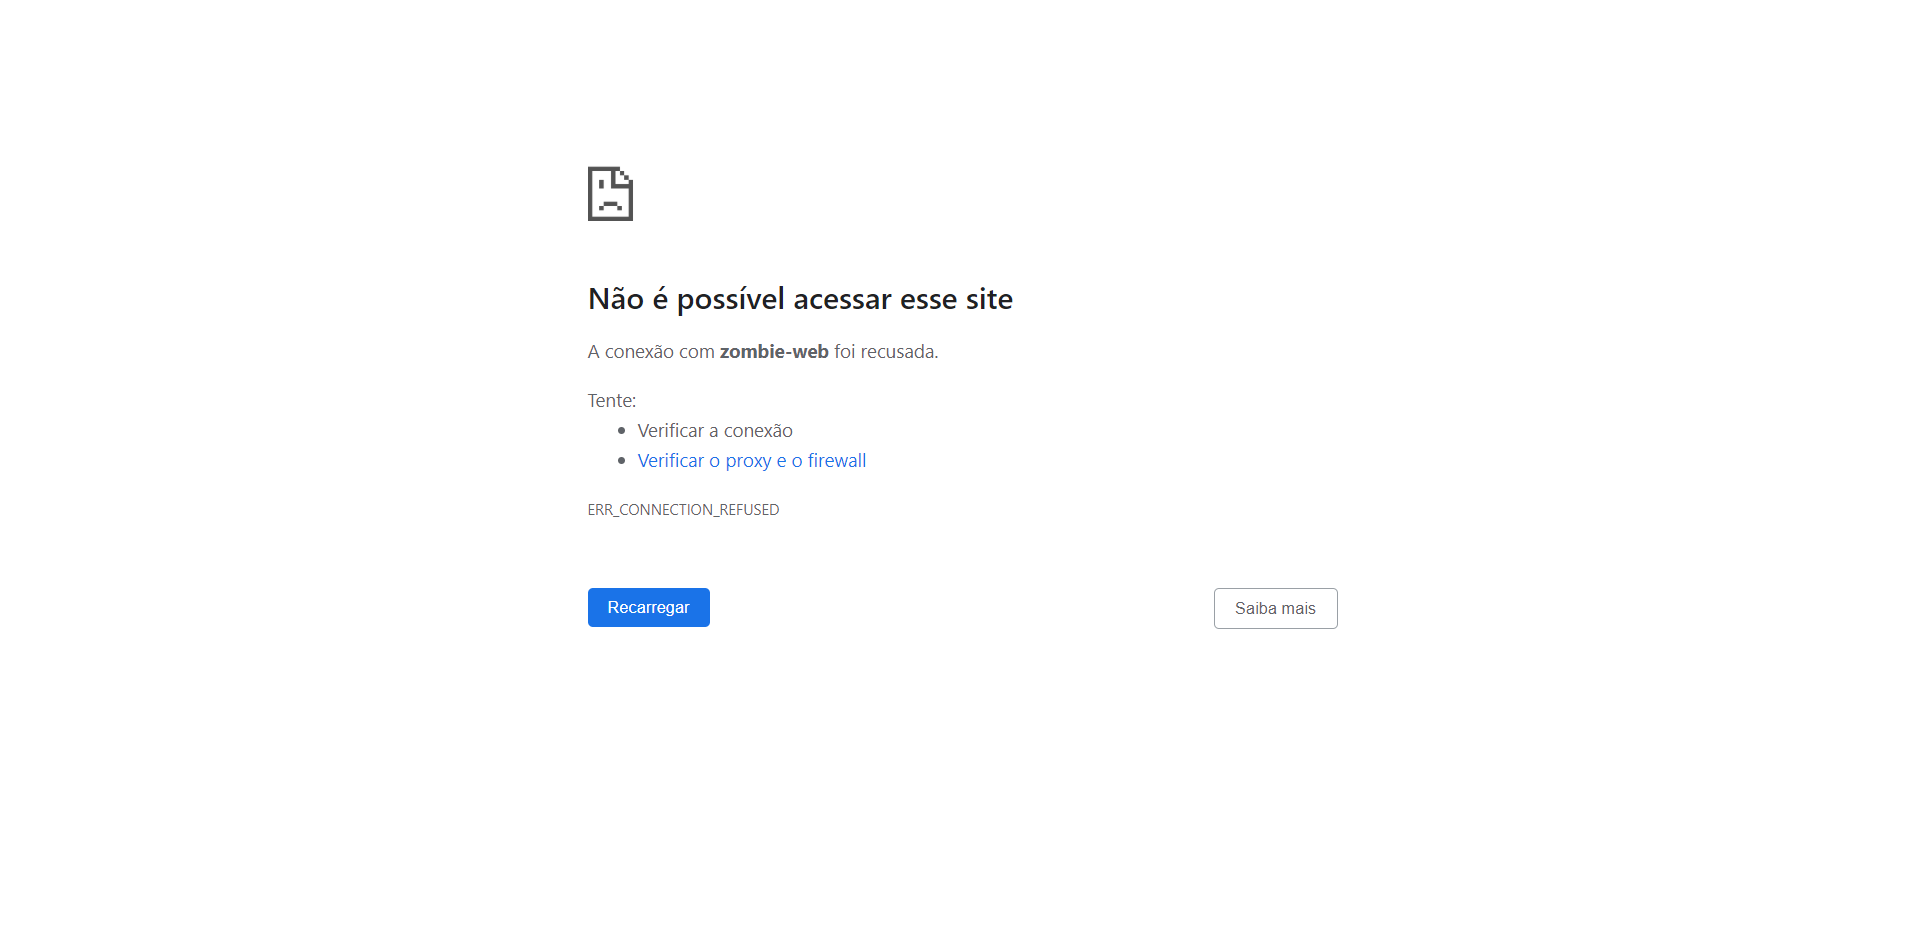 Não é possível acessar esse site
A conexão com zombie-web foi recusada.
Tente:
Verificar a conexão
Verificar o proxy e o firewall
ERR_CONNECTION_REFUSED
Recarregar
Saiba mais